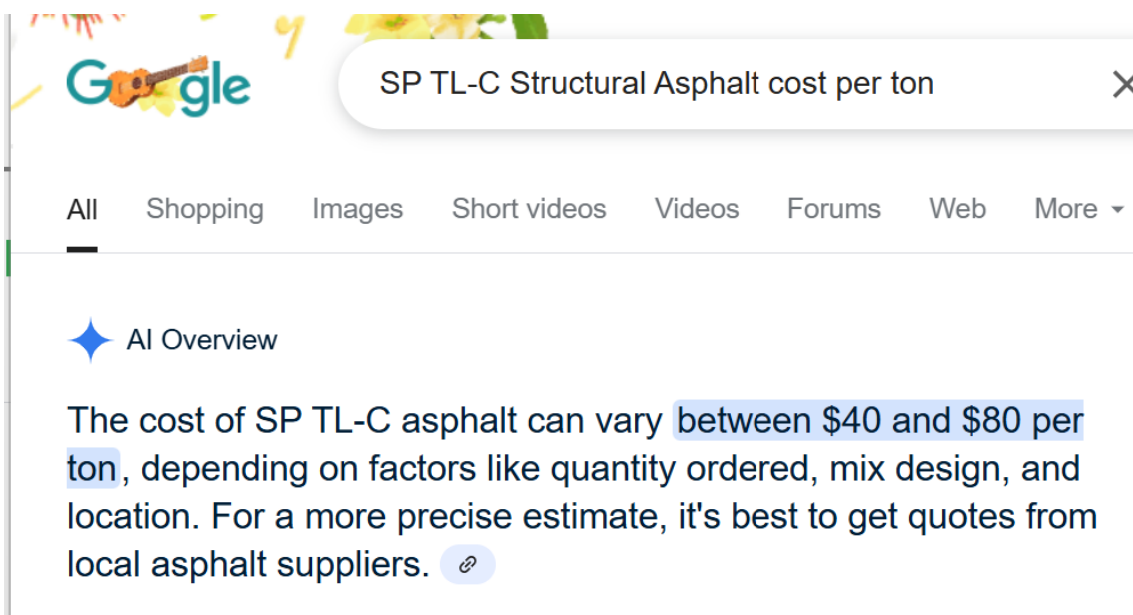 Google
SP TL-C Structural Asphalt cost per ton
All Shopping Images Short videos Videos Forums Web More
AI Overview
The cost of SP TL-C asphalt can vary between $40 and $80 per
ton, depending on factors like quantity ordered, mix design, and
location. For a more precise estimate, it's best to get quotes from
local asphalt suppliers.